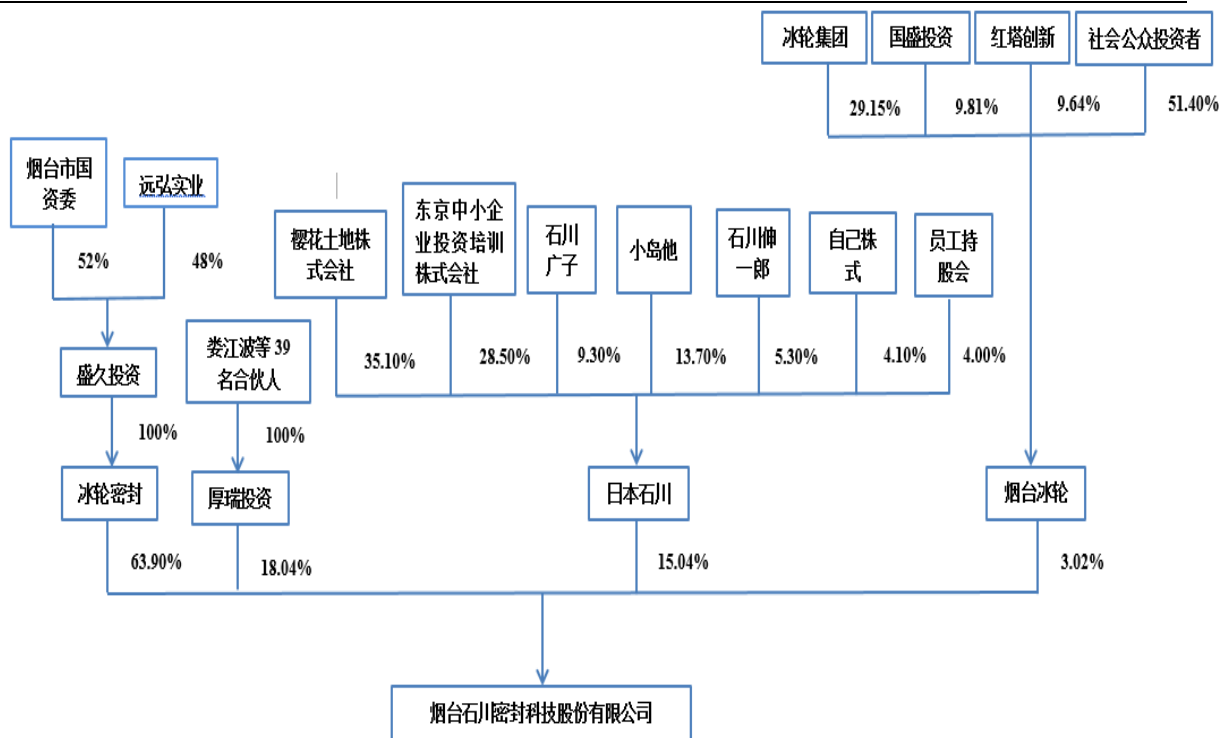 冰轮集团
国盛投资
红塔创新
社会公众投资者
29.15%
9.81%
9.64%
51.40%
烟台市国
资委
远弘实业
52%
48%
樱花土地株
式会社
东京中小企
业投资培训
株式会社
石川
广子
小岛他
石川伸
一郎
自己株
式
员工持
股会
35.10%
28.50%
9.30%
13.70%
5.30%
4.10%
4.00%
盛久投资
娄江波等 39
名合伙人
100%
100%
冰轮密封
厚瑞投资
日本石川
烟台冰轮
63.90%
18.04%
15.04%
3.02%
烟台石川密封科技股份有限公司